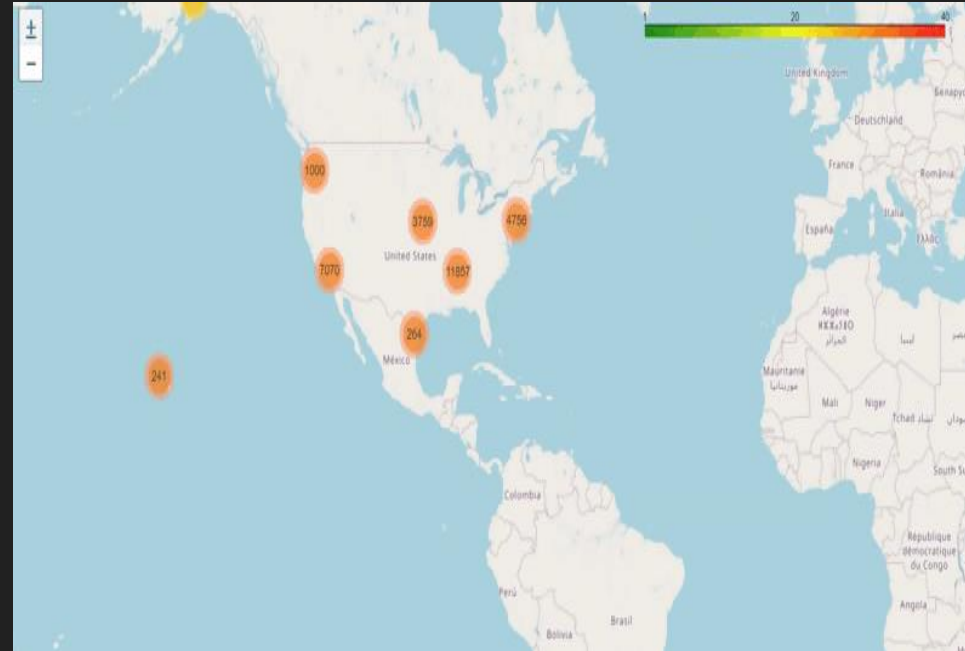 +
−
1
20
40
United Kingdom
Deutschland
France
România
Italia
España
Ελλάς
1000
3759
4756
United States
7070
11857
264
México
241
Algérie
الجزائر
ليبيا
Mauritanie
موريتانيا
Mali
Niger
Tchad تشاد
Nigeria
South Su
Colombia
République
démocratique
du Congo
Angola
Perú
Brasil
Bolivia